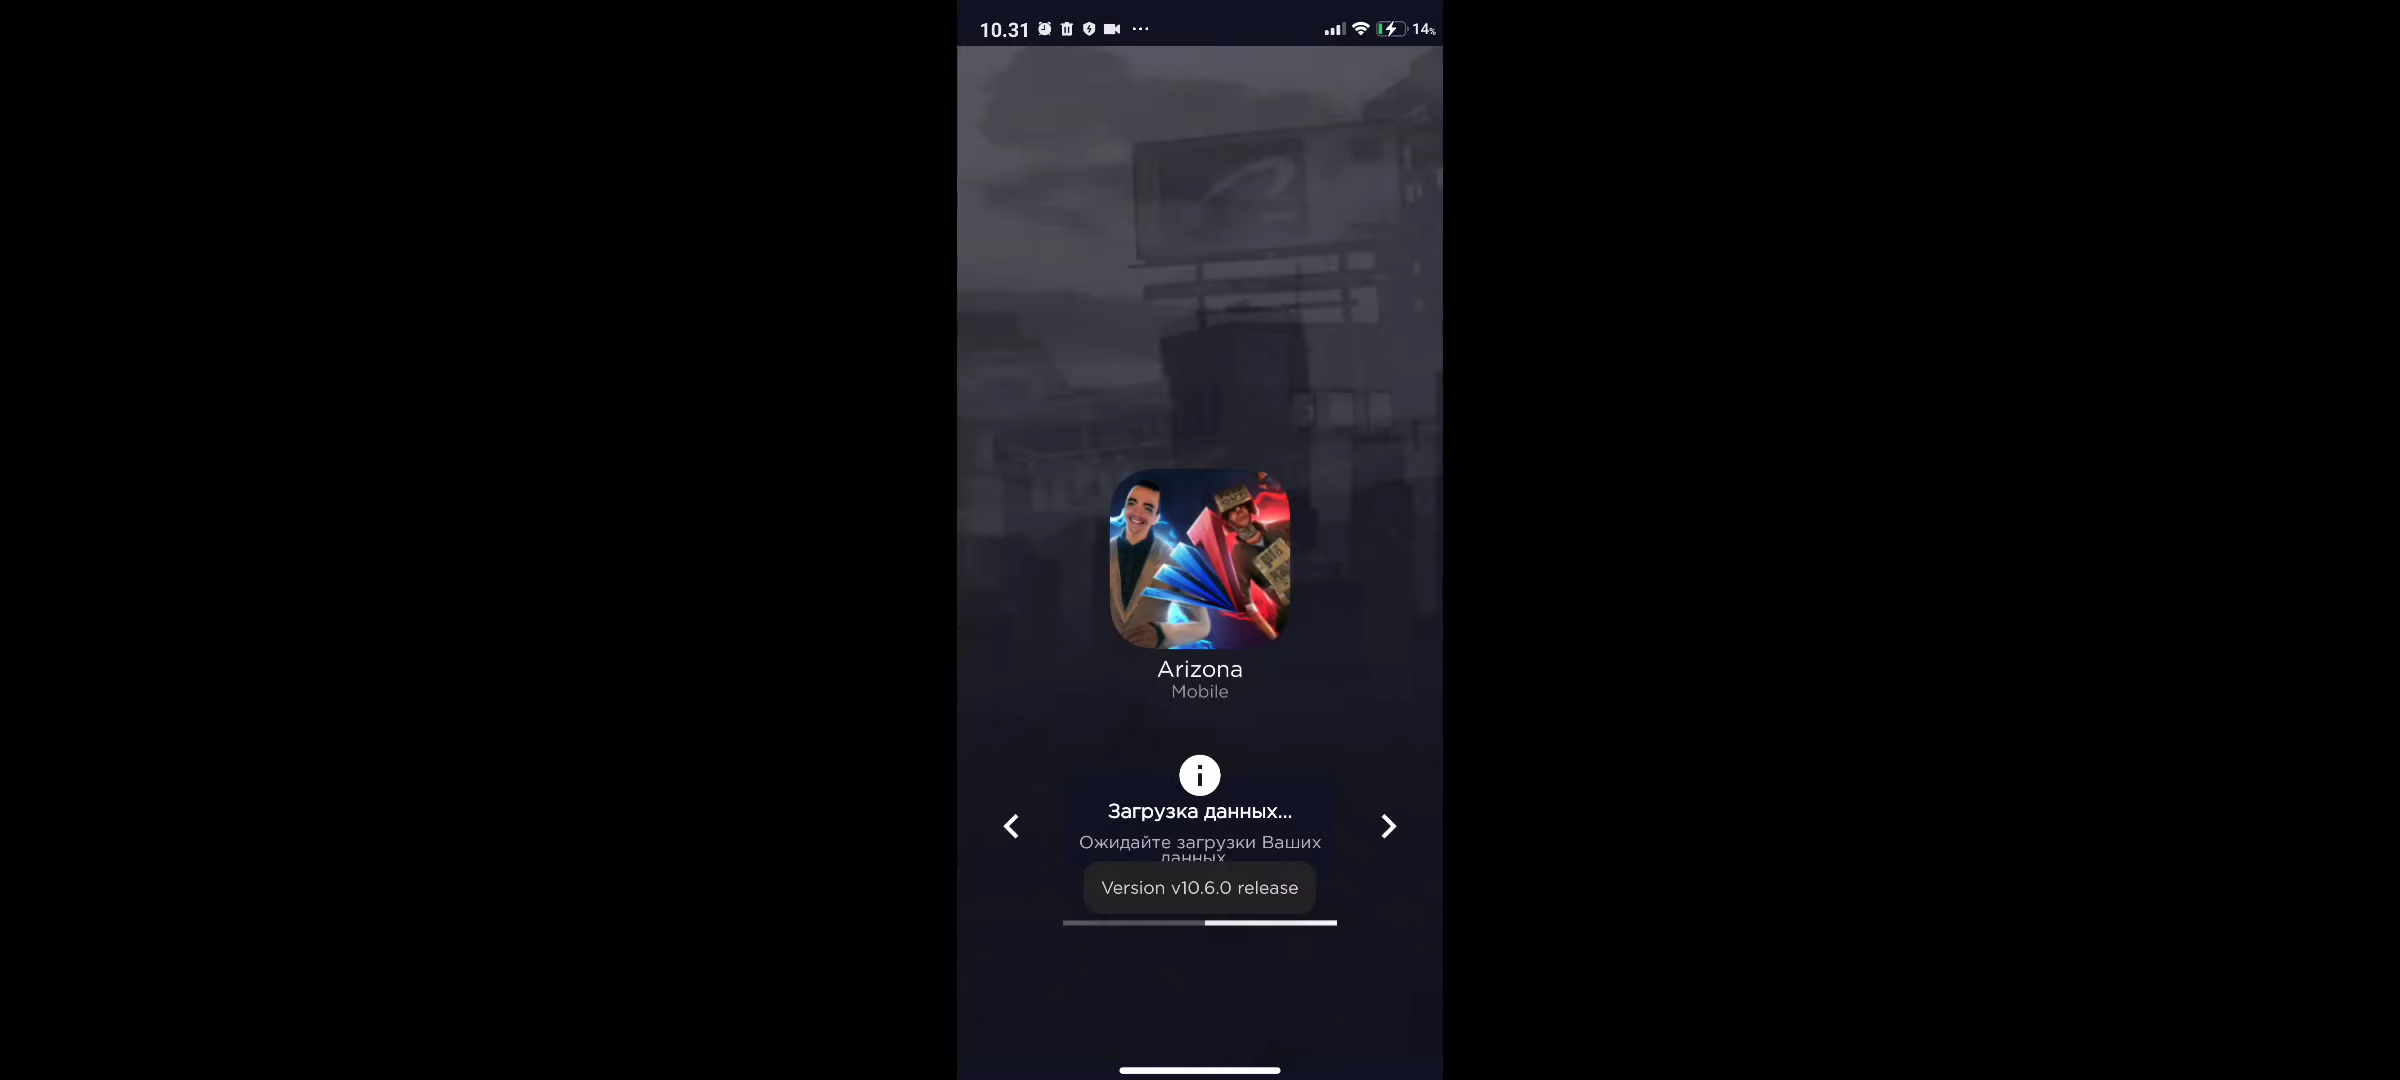 10.31
14%
Arizona
Mobile
Загрузка данных...
Ожидайте загрузки Ваших
данных
Version v10.6.0 release